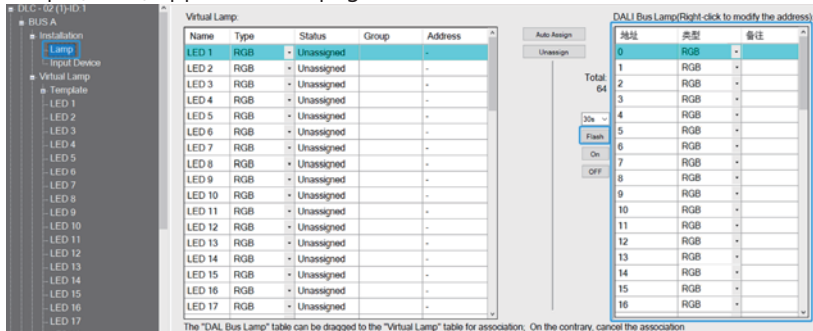 DLC - 02 (1)-ID:1
BUS A
Installation
Lamp
Input Device
Virtual Lamp
Template
LED 1
LED 2
LED 3
LED 4
LED 5
LED 6
LED 7
LED 8
LED 9
LED 10
LED 11
LED 12
LED 13
LED 14
LED 15
LED 16
LED 17
Virtual Lamp:
Name Type Status Group Address
LED 1 RGB Unassigned -
LED 2 RGB Unassigned -
LED 3 RGB Unassigned -
LED 4 RGB Unassigned -
LED 5 RGB Unassigned -
LED 6 RGB Unassigned -
LED 7 RGB Unassigned -
LED 8 RGB Unassigned -
LED 9 RGB Unassigned -
LED 10 RGB Unassigned -
LED 11 RGB Unassigned -
LED 12 RGB Unassigned -
LED 13 RGB Unassigned -
LED 14 RGB Unassigned -
LED 15 RGB Unassigned -
LED 16 RGB Unassigned -
LED 17 RGB Unassigned -
Auto Assign
Unassign
Total:
64
30s
Flash
On
OFF
DALI Bus Lamp(Right-click to modify the address)
地址 类型 备注
0 RGB
1 RGB
2 RGB
3 RGB
4 RGB
5 RGB
6 RGB
7 RGB
8 RGB
9 RGB
10 RGB
11 RGB
12 RGB
13 RGB
14 RGB
15 RGB
16 RGB
The "DAL Bus Lamp" table can be dragged to the "Virtual Lamp" table for association; On the contrary, cancel the association